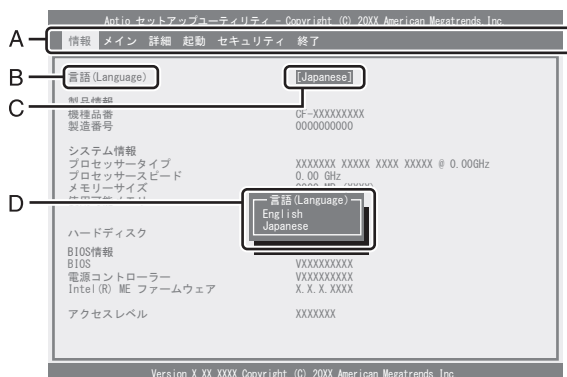 Aptio セットアップユーティリティ - Copyright (C) 20XX American Megatrends Inc
A
情報 メイン 詳細 起動 セキュリティ 終了
B
言語(Language) [Japanese]
C
製品情報
機種品番 CF-XXXXXXXXX
製造番号 0000000000
システム情報
プロセッサータイプ XXXXXXX XXXXX XXXX XXXXX @ 0.00GHz
プロセッサースピード 0.00 GHz
メモリーサイズ
D
言語(Language)
English
Japanese
ハードディスク
BIOS情報
BIOS VXXXXXXXXX
電源コントローラー VXXXXXXXXX
Intel(R) ME ファームウェア X.X.X.XXXX
アクセスレベル XXXXXXX
Version X XX XXXX Copyright (C) 20XX American Megatrends Inc